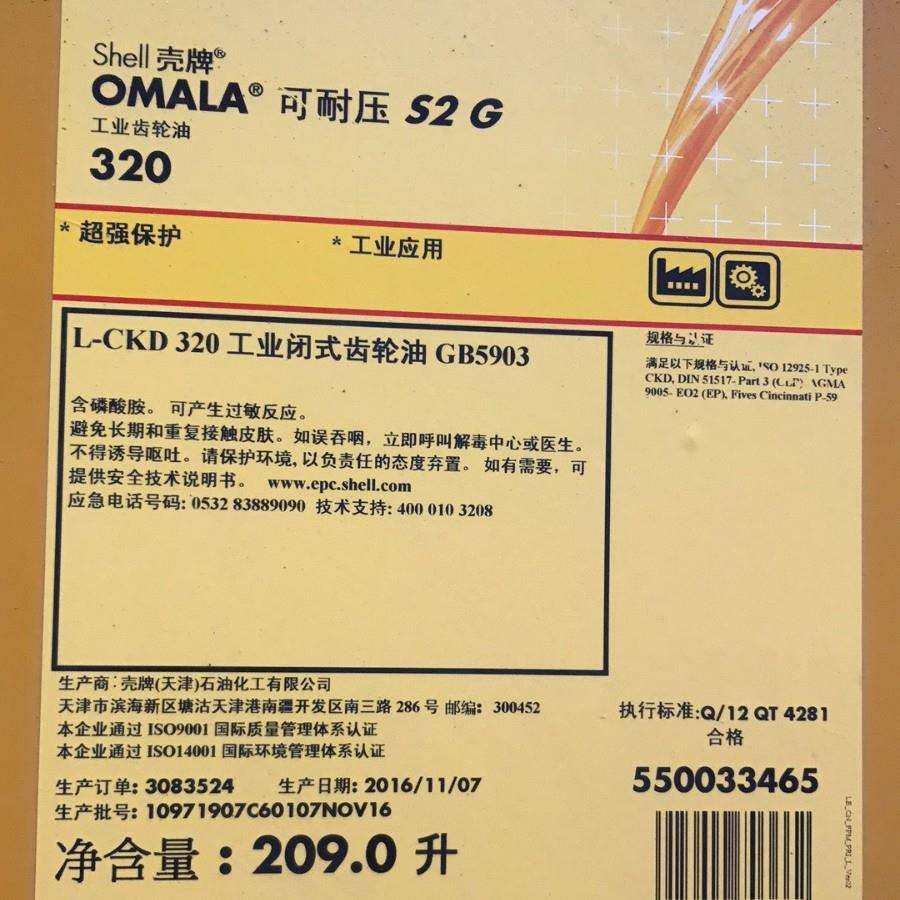 Shell 壳牌®
OMALA® 可耐压 S2 G
工业齿轮油
320
* 超强保护
* 工业应用
L-CKD 320 工业闭式齿轮油 GB5903
含磷酸胺。 可产生过敏反应。
避免长期和重复接触皮肤。如误吞咽，立即呼叫解毒中心或医生。
不得诱导呕吐。请保护环境, 以负责任的态度弃置。 如有需要，可
提供安全技术说明书。 www.epc.shell.com
应急电话号码: 0532 83889090 技术支持: 400 010 3208
规格与认证
满足以下规格与认证, ISO 12925-1 Type
CKD, DIN 51517- Part 3 (CLP) AGMA
9005- EO2 (EP), Fives Cincinnati P-59
生产商: 壳牌(天津)石油化工有限公司
天津市滨海新区塘沽天津港南疆开发区南三路 286 号 邮编: 300452
本企业通过 ISO9001 国际质量管理体系认证
本企业通过 ISO14001 国际环境管理体系认证
执行标准:Q/12 QT 4281
合格
生产订单: 3083524 生产日期: 2016/11/07
生产批号: 10971907C60107NOV16
净含量: 209.0 升
550033465